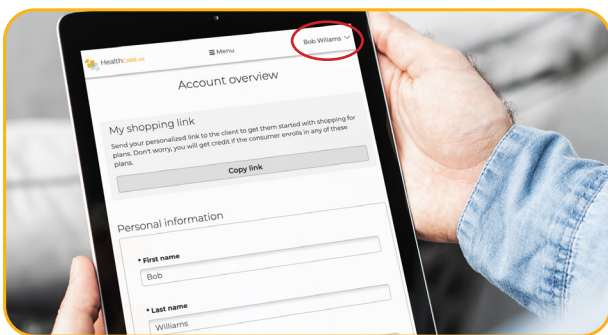 HealthCARE.us
Menu
Bob Wiliams
Account overview
My shopping link
Send your personalized link to the client to get them started with shopping for
plans. Don't worry, you will get credit if the consumer enrolls in any of these
plans.
Copy link
Personal information
* First name
Bob
* Last name
Williams